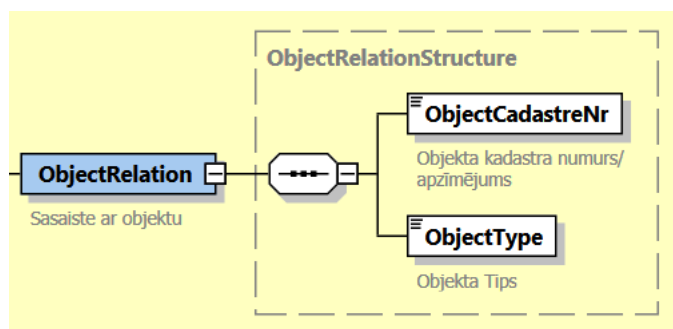 ObjectRelationStructure
ObjectCadastreNr
Objekta kadastra numurs/
apzīmējums
ObjectRelation
Sasaiste ar objektu
ObjectType
Objekta Tips